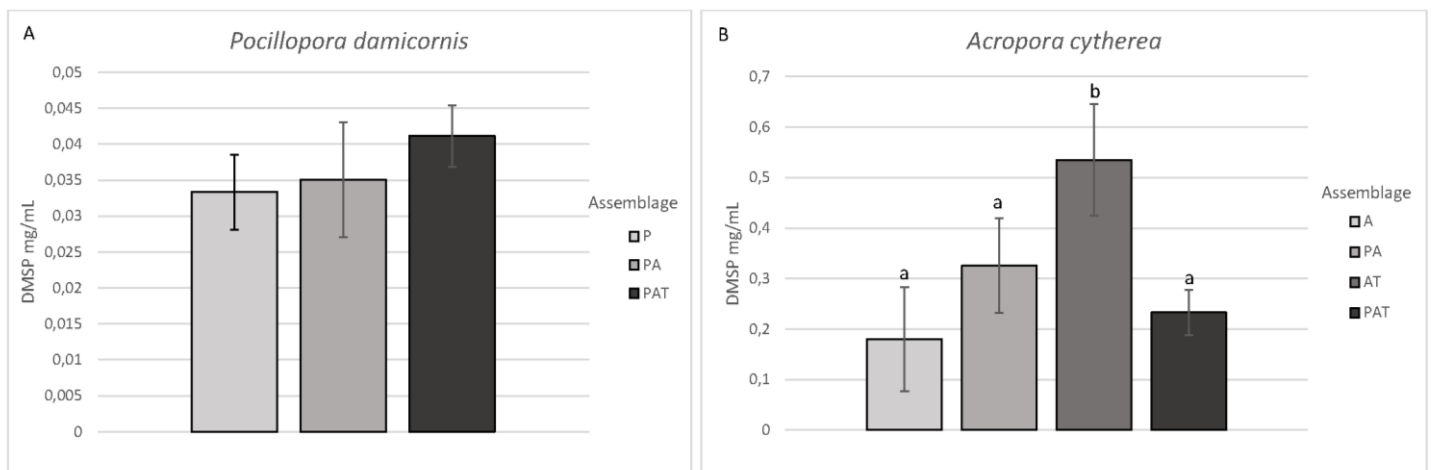 A
Pocillopora damicornis
0,05
0,045
0,04
0,035
0,03
0,025
0,02
0,015
0,01
0,005
0
DMSP mg/mL
Assemblage
P
PA
PAT
B
Acropora cytherea
0,7
0,6
0,5
0,4
0,3
0,2
0,1
0
DMSP mg/mL
a
a
b
a
Assemblage
A
PA
AT
PAT